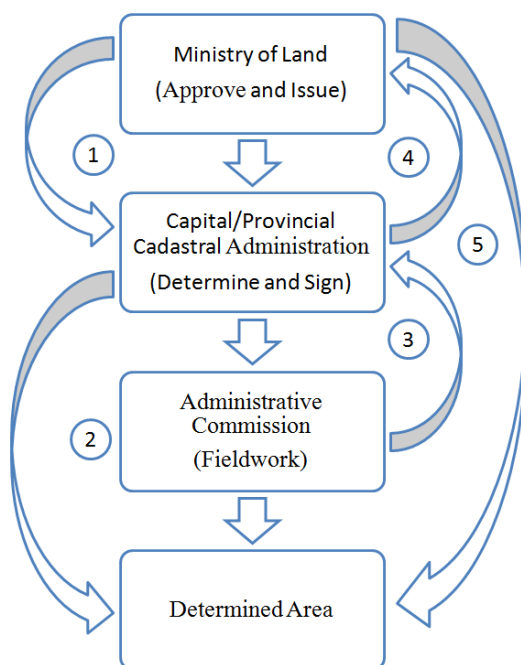 Ministry of Land
(Approve and Issue)
1
4
Capital/Provincial
Cadastral Administration
(Determine and Sign)
5
3
Administrative
Commission
(Fieldwork)
2
Determined Area